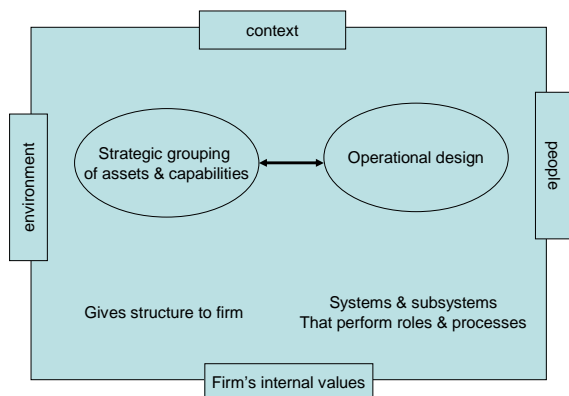 context
environment
people
Strategic grouping
of assets & capabilities
Operational design
Gives structure to firm
Systems & subsystems
That perform roles & processes
Firm's internal values